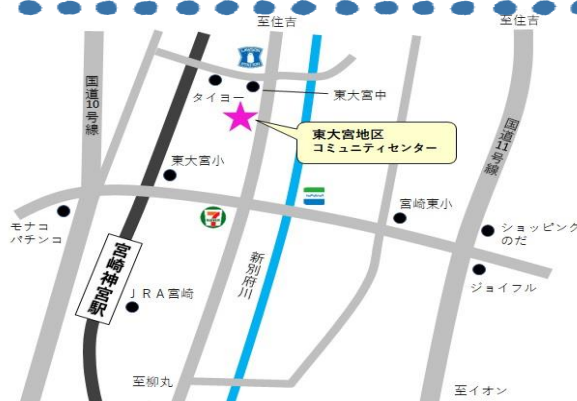 至住吉
至住吉
国道10号線
タイヨー
東大宮中
東大宮地区
コミュニティセンター
国道11号線
東大宮小
宮崎東小
モナコ
パチンコ
ショッピング
のだ
新別府川
宮崎神宮駅
ＪＲＡ宮崎
ジョイフル
至柳丸
至イオン